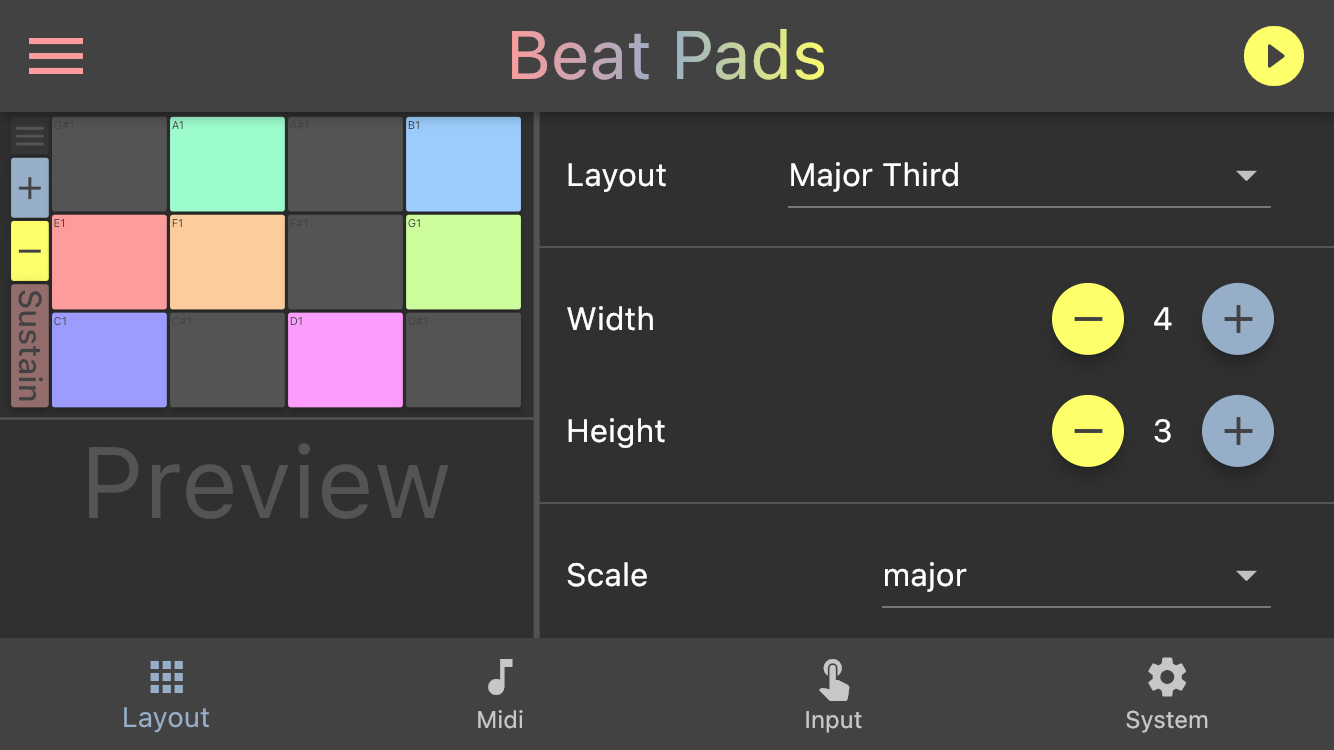 Beat Pads
G#1 A1 A#1 B1
E1 F1 F#1 G1
C1 C#1 D1 D#1
Sustain
Preview
Layout Major Third
Width 4
Height 3
Scale major
Layout Midi Input System